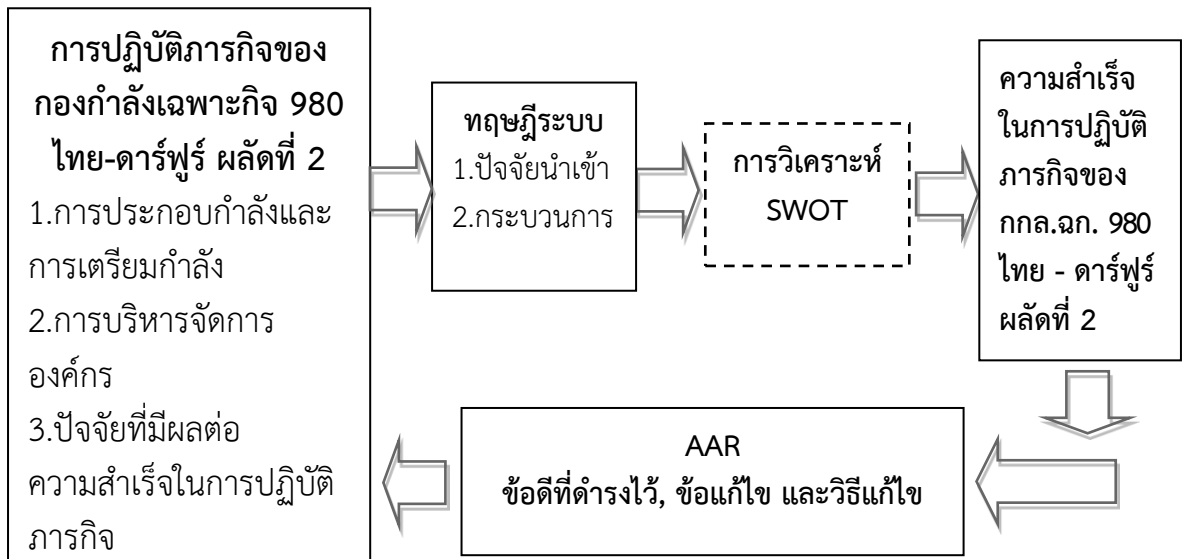 การปฏิบัติภารกิจของ
กองกำลังเฉพาะกิจ 980
ไทย-ดาร์ฟูร์ ผลัดที่ 2
1.การประกอบกำลังและ
การเตรียมกำลัง
2.การบริหารจัดการ
องค์กร
3.ปัจจัยที่มีผลต่อ
ความสำเร็จในการปฏิบัติ
ภารกิจ
ทฤษฎีระบบ
1.ปัจจัยนำเข้า
2.กระบวนการ
การวิเคราะห์
SWOT
ความสำเร็จ
ในการปฏิบัติ
ภารกิจของ
กกล.ฉก. 980
ไทย - ดาร์ฟูร์
ผลัดที่ 2
AAR
ข้อดีที่ดำรงไว้, ข้อแก้ไข และวิธีแก้ไข